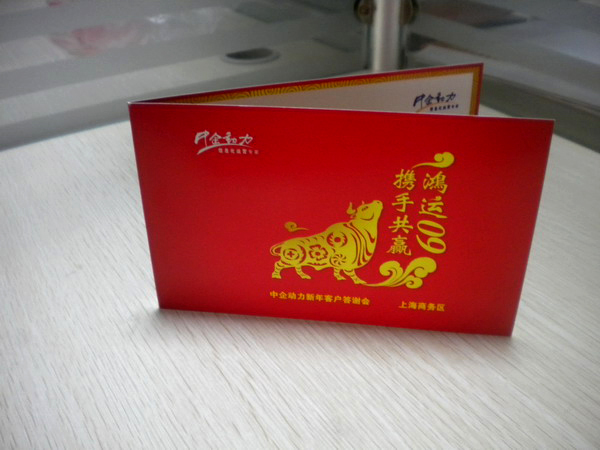 中企动力
中企动力
鸿运09
携手共赢
中企动力新年客户答谢会
上海商务区